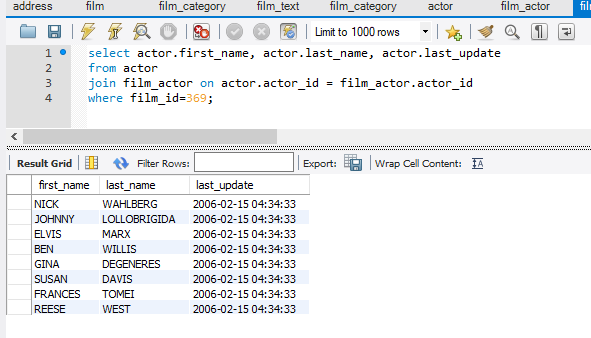 address film film_category film_text film_category actor film_actor fil
Limit to 1000 rows
1 select actor.first_name, actor.last_name, actor.last_update
2 from actor
3 join film_actor on actor.actor_id = film_actor.actor_id
4 where film_id=369;
Result Grid Filter Rows: Export: Wrap Cell Content:
first_name last_name last_update
NICK WAHLBERG 2006-02-15 04:34:33
JOHNNY LOLLOBRIGIDA 2006-02-15 04:34:33
ELVIS MARX 2006-02-15 04:34:33
BEN WILLIS 2006-02-15 04:34:33
GINA DEGENERES 2006-02-15 04:34:33
SUSAN DAVIS 2006-02-15 04:34:33
FRANCES TOMEI 2006-02-15 04:34:33
REESE WEST 2006-02-15 04:34:33